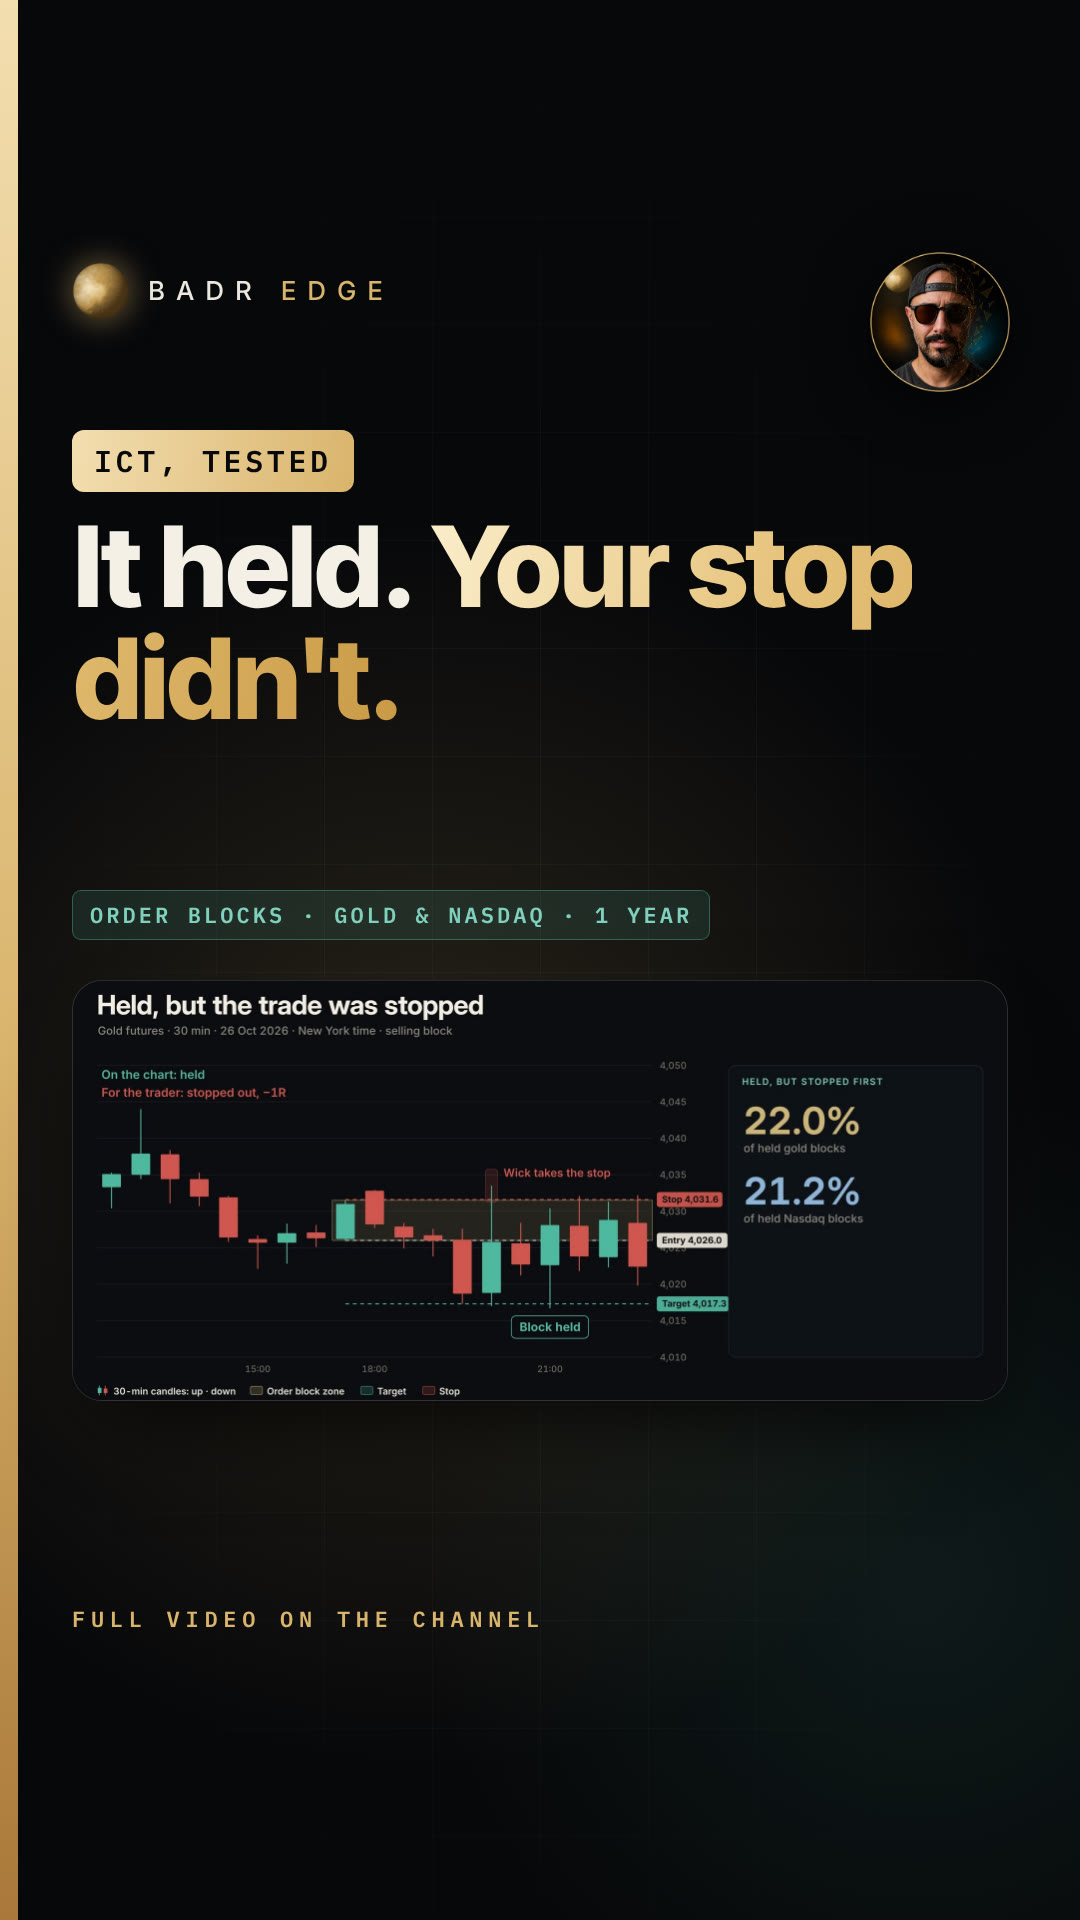 BADR EDGE
ICT, TESTED
It held. Your stop
didn't.
ORDER BLOCKS · GOLD & NASDAQ · 1 YEAR
Held, but the trade was stopped
Gold futures · 30 min · 26 Oct 2026 · New York time · selling block
On the chart: held
For the trader: stopped out, −1R
4,050
4,045
4,040
4,035
4,030
4,020
4,015
4,010
Wick takes the stop
Stop 4,031.6
Entry 4,026.0
Target 4,017.3
Block held
15:00 18:00 21:00
30-min candles: up · down Order block zone Target Stop
HELD, BUT STOPPED FIRST
22.0%
of held gold blocks
21.2%
of held Nasdaq blocks
FULL VIDEO ON THE CHANNEL